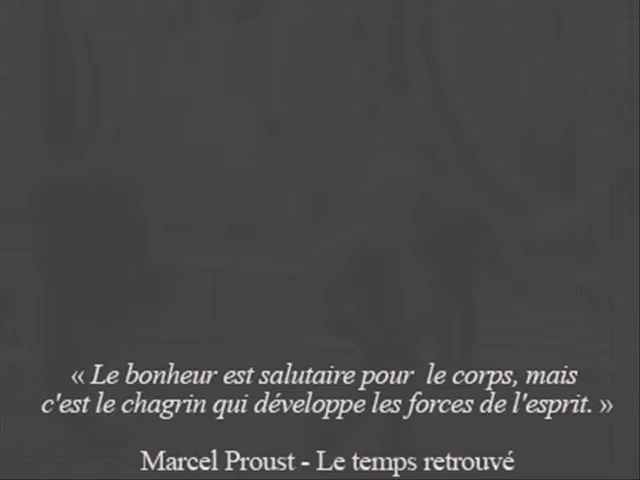 « Le bonheur est salutaire pour le corps, mais
c'est le chagrin qui développe les forces de l'esprit. »
Marcel Proust - Le temps retrouvé